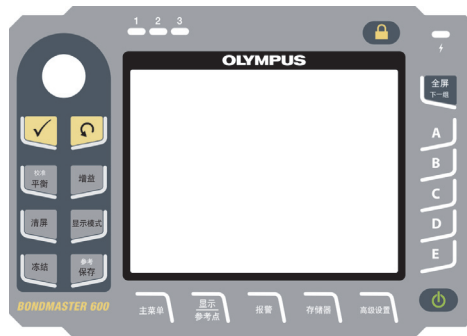 1 2 3
OLYMPUS
全屏
下一组
A
B
C
D
E
校准
平衡
增益
清屏
显示模式
冻结
参考
保存
BONDMASTER 600
主菜单
显示
参考点
报警
存储器
高级设置